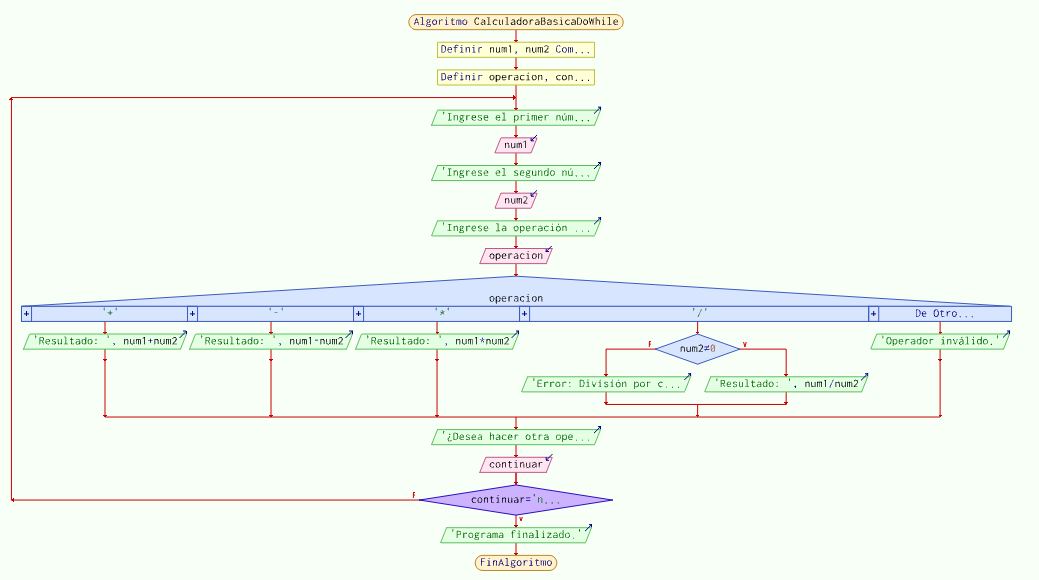 Algoritmo CalculadoraBasicaDoWhile
Definir num1, num2 Com...
Definir operacion, con...
'Ingrese el primer núm...
num1
'Ingrese el segundo nú...
num2
'Ingrese la operación ...
operacion
operacion
+ '+' + '-' + '*' + '/' + De Otro...
'Resultado: ', num1+num2 'Resultado: ', num1-num2 'Resultado: ', num1*num2 F num2≠0 V 'Operador inválido.'
'Error: División por c... 'Resultado: ', num1/num2
'¿Desea hacer otra ope...
continuar
F continuar='n...
V
'Programa finalizado.'
FinAlgoritmo